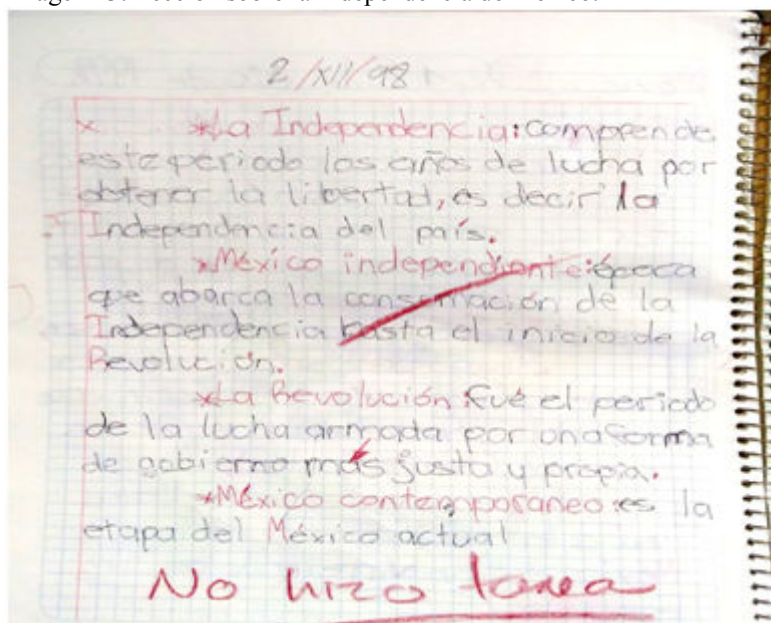 2/XII/98
x *La Independencia: comprende
este periodo los años de lucha por
obtener la libertad, es decir la
Independencia del país.
*México independiente: época
que abarca la consumación de la
Independencia hasta el inicio de la
Revolución.
*La Revolución: Fué el periodo
de la lucha armada por una forma
de gobierno más justa y propia.
*México contemporaneo: es la
etapa del México actual
No hizo tarea